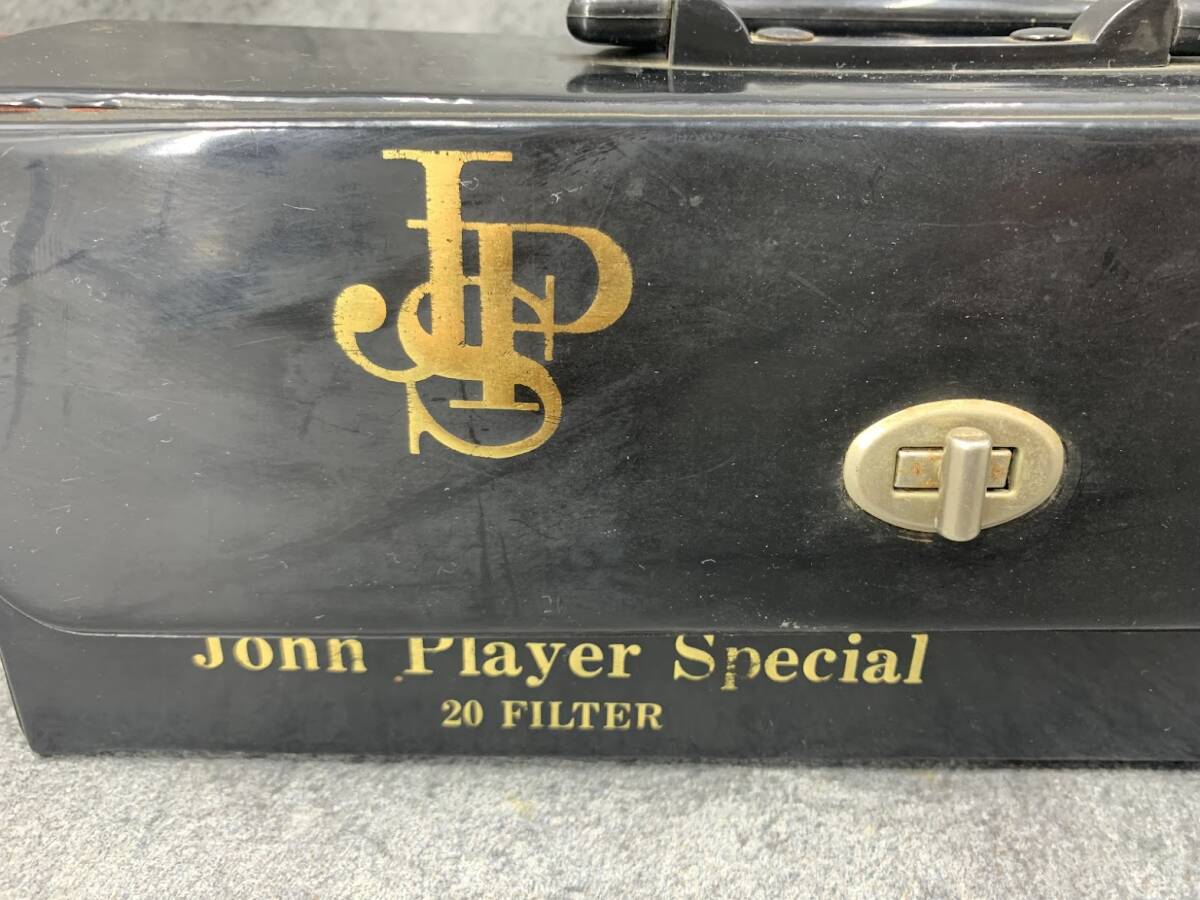 JPS
John Player Special
20 FILTER